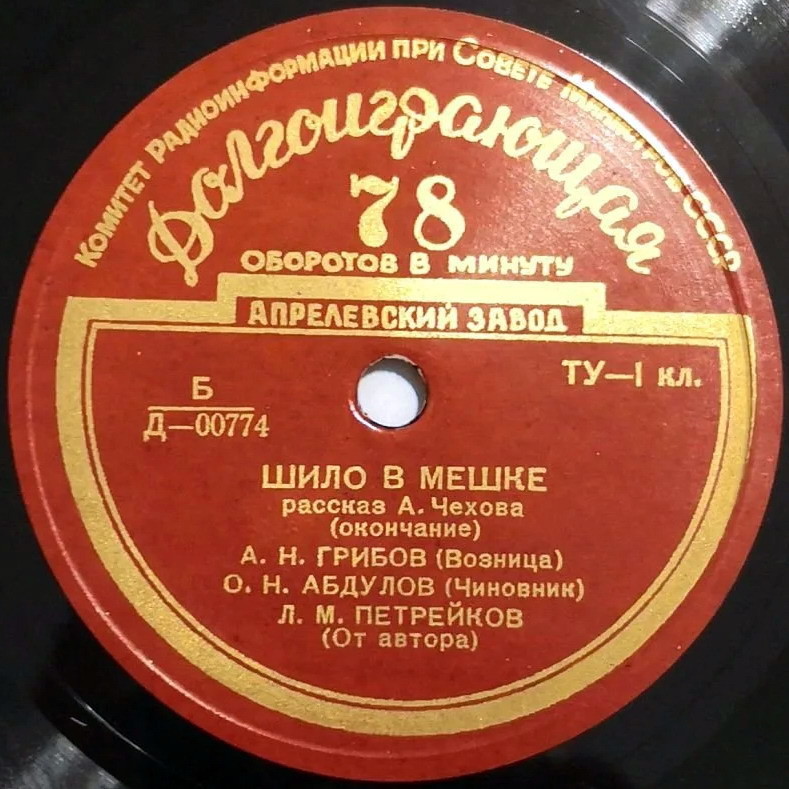 Комитет Радиоинформации при Совете Министров СССР
Долгоиграющая
78
ОБОРОТОВ В МИНУТУ
АПРЕЛЕВСКИЙ ЗАВОД
ТУ—I кл.
Б
Д—00774
ШИЛО В МЕШКЕ
рассказ А. Чехова
(окончание)
А. Н. ГРИБОВ (Возница)
О. Н. АБДУЛОВ (Чиновник)
Л. М. ПЕТРЕЙКОВ
(От автора)